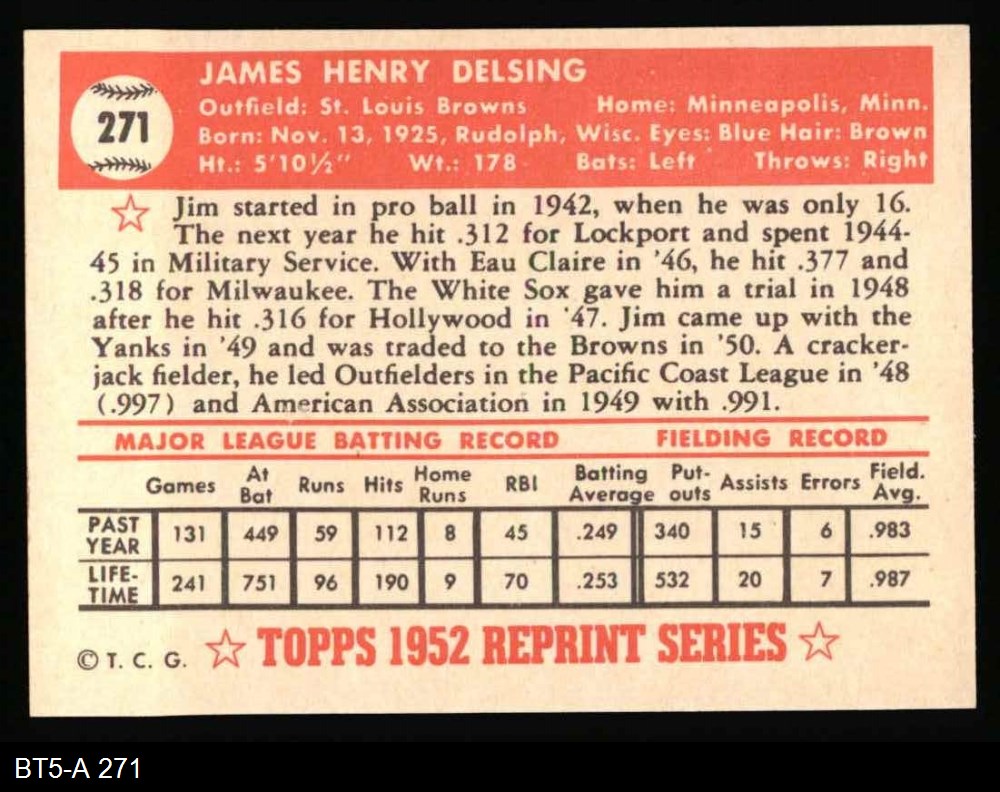 271
JAMES HENRY DELSING
Outfield: St. Louis Browns Home: Minneapolis, Minn.
Born: Nov. 13, 1925, Rudolph, Wisc. Eyes: Blue Hair: Brown
Ht.: 5'10½" Wt.: 178 Bats: Left Throws: Right
Jim started in pro ball in 1942, when he was only 16.
The next year he hit .312 for Lockport and spent 1944-
45 in Military Service. With Eau Claire in '46, he hit .377 and
.318 for Milwaukee. The White Sox gave him a trial in 1948
after he hit .316 for Hollywood in '47. Jim came up with the
Yanks in '49 and was traded to the Browns in '50. A cracker-
jack fielder, he led Outfielders in the Pacific Coast League in '48
(.997) and American Association in 1949 with .991.
MAJOR LEAGUE BATTING RECORD FIELDING RECORD
Games At Bat Runs Hits Home Runs RBI Batting Average Put-outs Assists Errors Field. Avg.
PAST YEAR 131 449 59 112 8 45 .249 340 15 6 .983
LIFE-TIME 241 751 96 190 9 70 .253 532 20 7 .987
© T. C. G. ☆ TOPPS 1952 REPRINT SERIES ☆
BT5-A 271